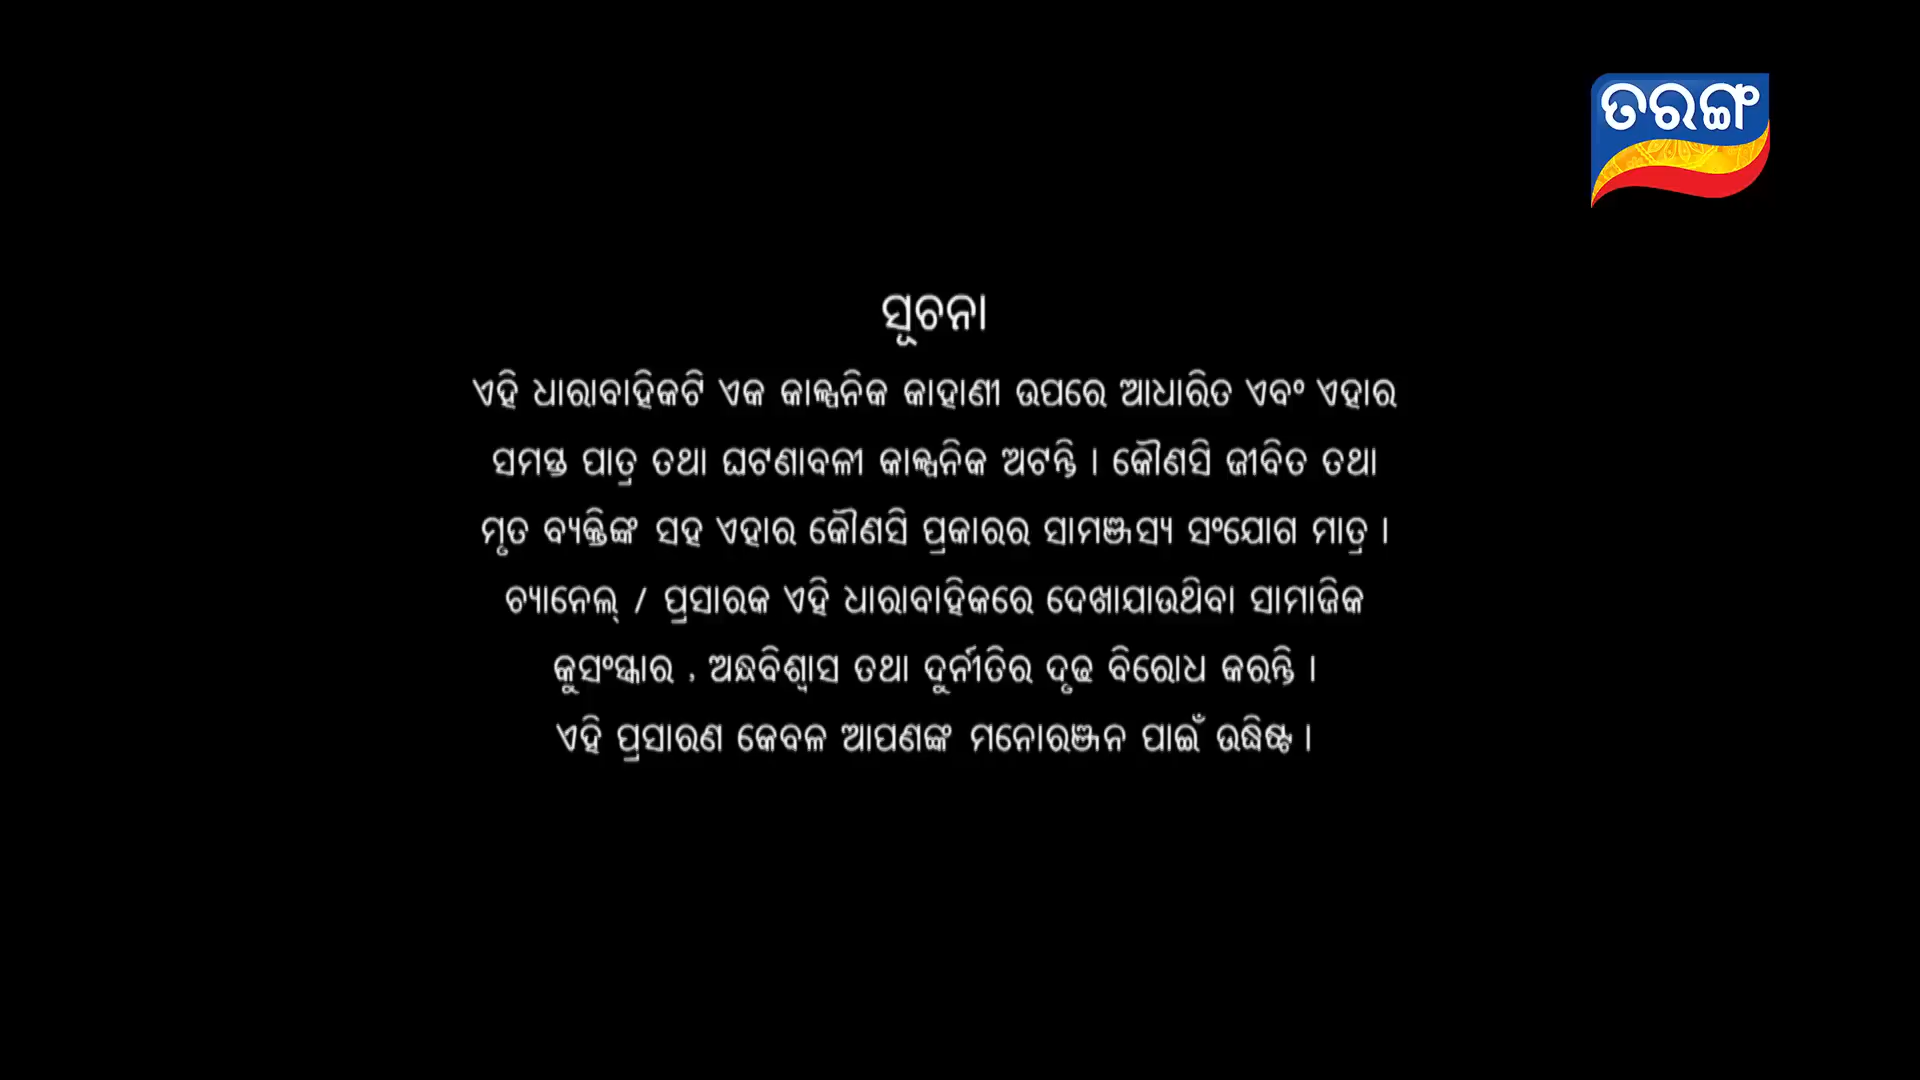 ତରଙ୍ଗ
ସୂଚନା
ଏହି ଧାରାବାହିକଟି ଏକ କାଳ୍ପନିକ କାହାଣୀ ଉପରେ ଆଧାରିତ ଏବଂ ଏହାର
ସମସ୍ତ ପାତ୍ର ତଥା ଘଟଣାବଳୀ କାଳ୍ପନିକ ଅଟନ୍ତି । କୌଣସି ଜୀବିତ ତଥା
ମୃତ ବ୍ୟକ୍ତିଙ୍କ ସହ ଏହାର କୌଣସି ପ୍ରକାରର ସାମଞ୍ଜସ୍ୟ ସଂଯୋଗ ମାତ୍ର ।
ଚ୍ୟାନେଲ୍ / ପ୍ରସାରକ ଏହି ଧାରାବାହିକରେ ଦେଖାଯାଉଥିବା ସାମାଜିକ
କୁସଂସ୍କାର , ଅନ୍ଧବିଶ୍ୱାସ ତଥା ଦୁର୍ନୀତିର ଦୃଢ ବିରୋଧ କରନ୍ତି ।
ଏହି ପ୍ରସାରଣ କେବଳ ଆପଣଙ୍କ ମନୋରଞ୍ଜନ ପାଇଁ ଉଦ୍ଧିଷ୍ଟ ।